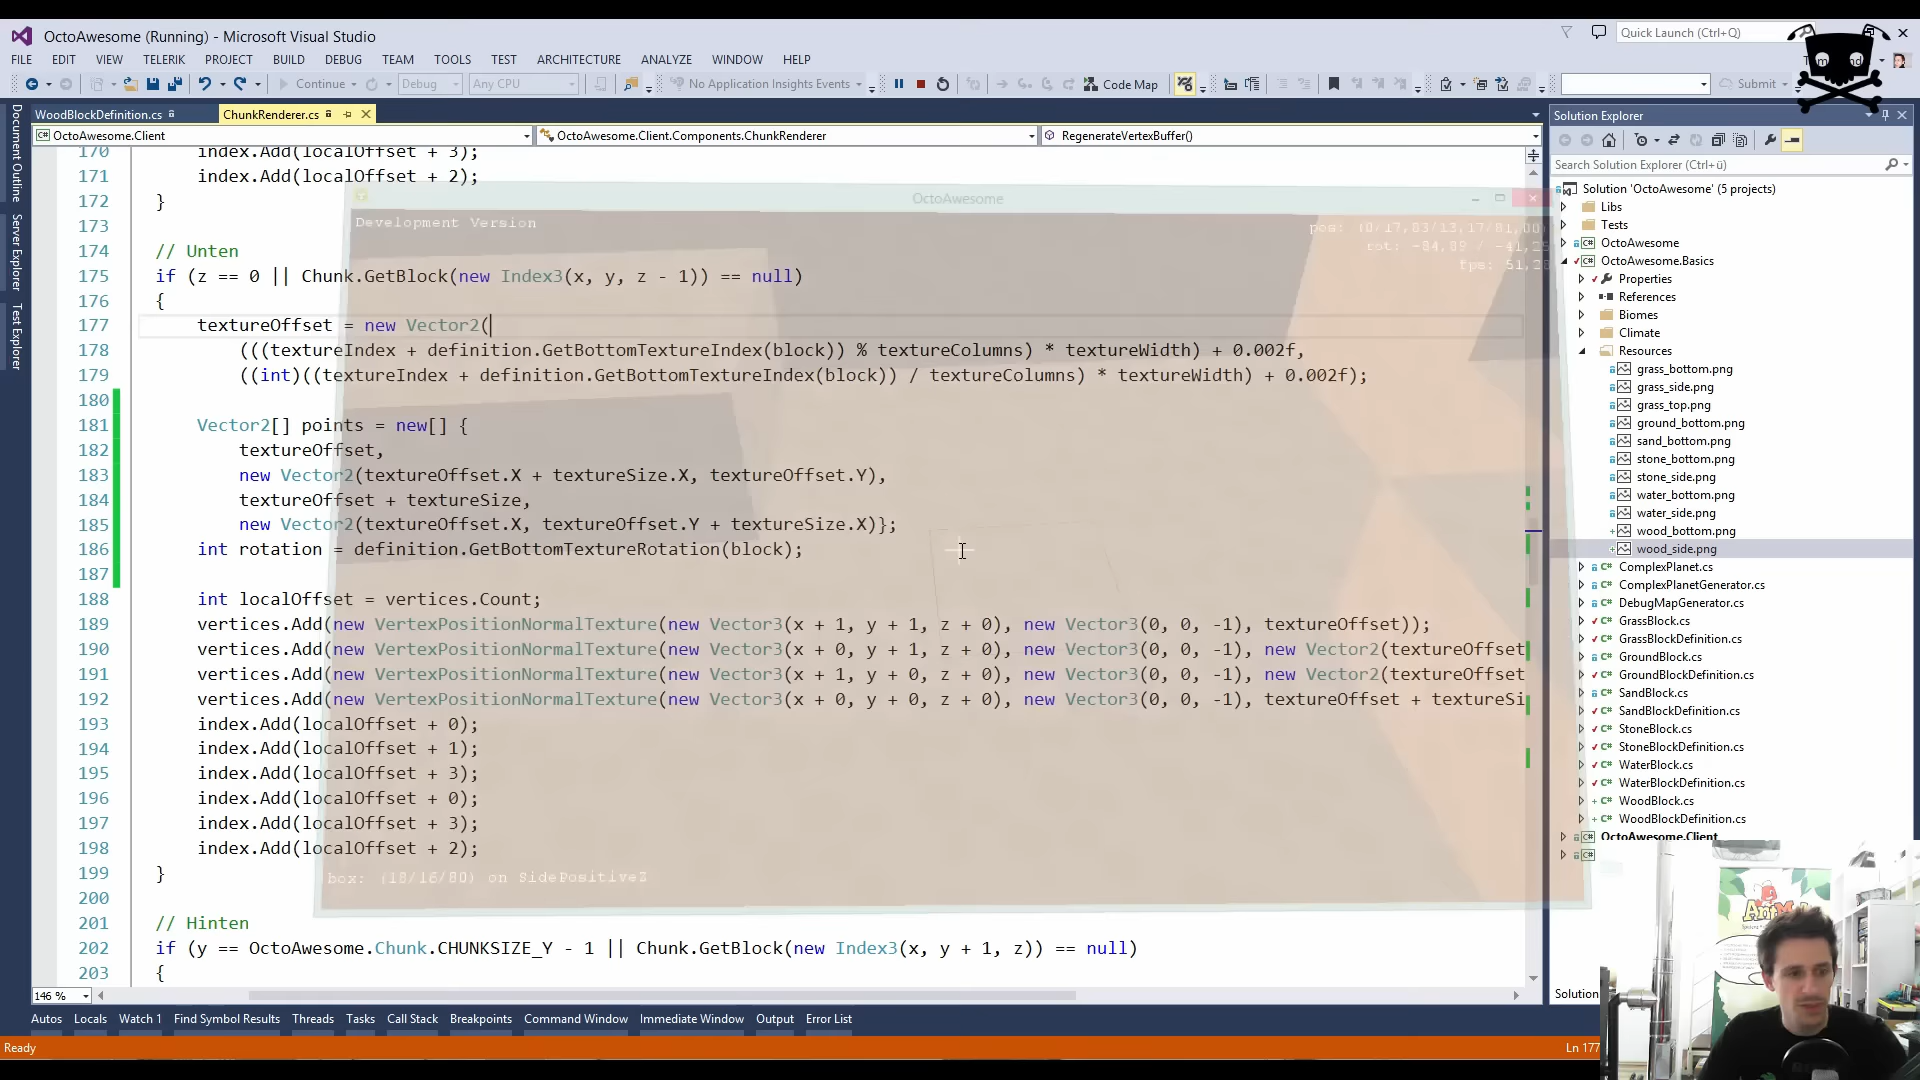 OctoAwesome (Running) - Microsoft Visual Studio
Quick Launch (Ctrl+Q)
FILE EDIT VIEW TELERIK PROJECT BUILD DEBUG TEAM TOOLS TEST ARCHITECTURE ANALYZE WINDOW HELP
Continue Debug Any CPU No Application Insights Events Code Map Submit
WoodBlockDefinition.cs ChunkRenderer.cs
OctoAwesome.Client OctoAwesome.Client.Components.ChunkRenderer RegenerateVertexBuffer()
Document Outline
Server Explorer
Test Explorer
170 index.Add(localOffset + 3);
171 index.Add(localOffset + 2);
172 }
173
174 // Unten
175 if (z == 0 || Chunk.GetBlock(new Index3(x, y, z - 1)) == null)
176 {
177 textureOffset = new Vector2(
178 (((textureIndex + definition.GetBottomTextureIndex(block)) % textureColumns) * textureWidth) + 0.002f,
179 ((int)((textureIndex + definition.GetBottomTextureIndex(block)) / textureColumns) * textureWidth) + 0.002f);
180
181 Vector2[] points = new[] {
182 textureOffset,
183 new Vector2(textureOffset.X + textureSize.X, textureOffset.Y),
184 textureOffset + textureSize,
185 new Vector2(textureOffset.X, textureOffset.Y + textureSize.X)};
186 int rotation = definition.GetBottomTextureRotation(block);
187
188 int localOffset = vertices.Count;
189 vertices.Add(new VertexPositionNormalTexture(new Vector3(x + 1, y + 1, z + 0), new Vector3(0, 0, -1), textureOffset));
190 vertices.Add(new VertexPositionNormalTexture(new Vector3(x + 0, y + 1, z + 0), new Vector3(0, 0, -1), new Vector2(textureOffset
191 vertices.Add(new VertexPositionNormalTexture(new Vector3(x + 1, y + 0, z + 0), new Vector3(0, 0, -1), new Vector2(textureOffset
192 vertices.Add(new VertexPositionNormalTexture(new Vector3(x + 0, y + 0, z + 0), new Vector3(0, 0, -1), textureOffset + textureSi
193 index.Add(localOffset + 0);
194 index.Add(localOffset + 1);
195 index.Add(localOffset + 3);
196 index.Add(localOffset + 0);
197 index.Add(localOffset + 3);
198 index.Add(localOffset + 2);
199 }
200
201 // Hinten
202 if (y == OctoAwesome.Chunk.CHUNKSIZE_Y - 1 || Chunk.GetBlock(new Index3(x, y + 1, z)) == null)
203 {
OctoAwesome
Development Version
box: (18/16/80) on SidePositiveZ
146 %
Solution Explorer
Search Solution Explorer (Ctrl+ü)
Solution 'OctoAwesome' (5 projects)
Libs
Tests
OctoAwesome
OctoAwesome.Basics
Properties
References
Biomes
Climate
Resources
grass_bottom.png
grass_side.png
grass_top.png
ground_bottom.png
sand_bottom.png
stone_bottom.png
stone_side.png
water_bottom.png
water_side.png
wood_bottom.png
wood_side.png
ComplexPlanet.cs
ComplexPlanetGenerator.cs
DebugMapGenerator.cs
GrassBlock.cs
GrassBlockDefinition.cs
GroundBlock.cs
GroundBlockDefinition.cs
SandBlock.cs
SandBlockDefinition.cs
StoneBlock.cs
StoneBlockDefinition.cs
WaterBlock.cs
WaterBlockDefinition.cs
WoodBlock.cs
WoodBlockDefinition.cs
OctoAwesome.Client
Solution
Autos Locals Watch 1 Find Symbol Results Threads Tasks Call Stack Breakpoints Command Window Immediate Window Output Error List
Ready
Ln 177